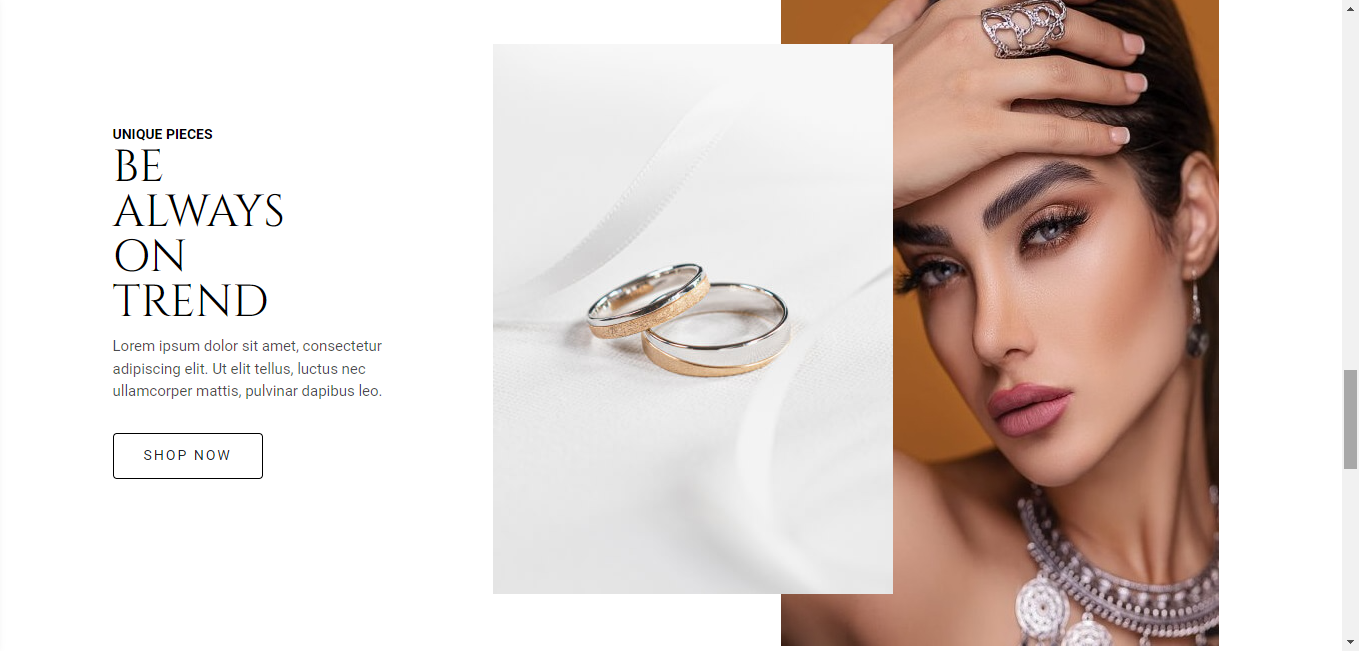 UNIQUE PIECES
BE
ALWAYS
ON
TREND
Lorem ipsum dolor sit amet, consectetur
adipiscing elit. Ut elit tellus, luctus nec
ullamcorper mattis, pulvinar dapibus leo.
SHOP NOW